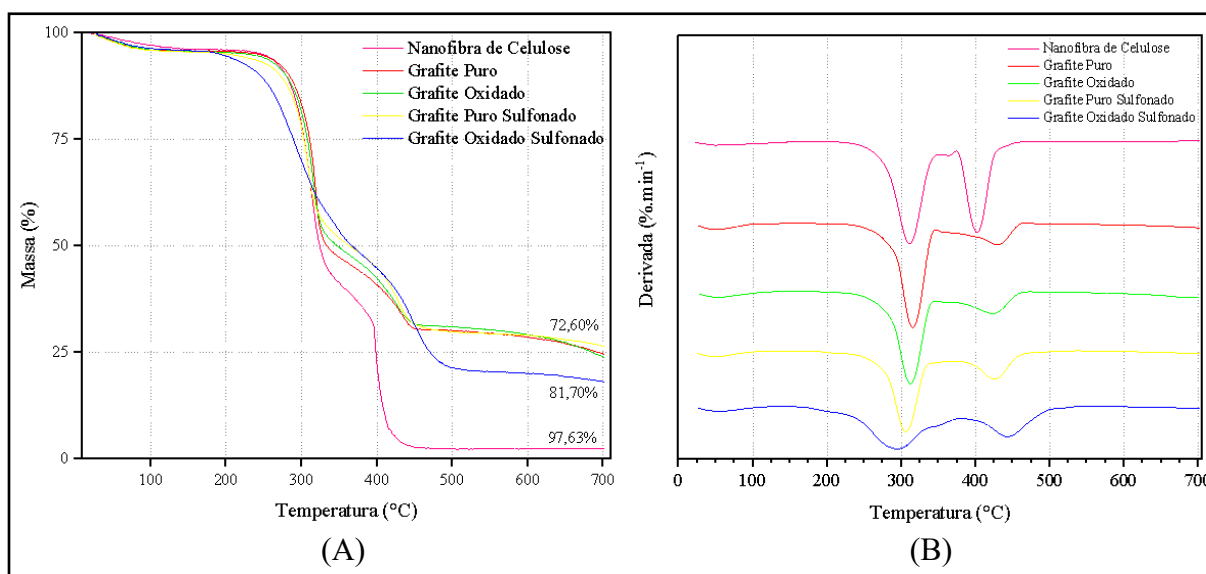 100
75
50
25
0
Massa (%)
Nanofibra de Celulose
Grafite Puro
Grafite Oxidado
Grafite Puro Sulfonado
Grafite Oxidado Sulfonado
72,60%
81,70%
97,63%
100 200 300 400 500 600 700
Temperatura (°C)
(A)
Derivada (%.min⁻¹)
Nanofibra de Celulose
Grafite Puro
Grafite Oxidado
Grafite Puro Sulfonado
Grafite Oxidado Sulfonado
0 100 200 300 400 500 600 700
Temperatura (°C)
(B)